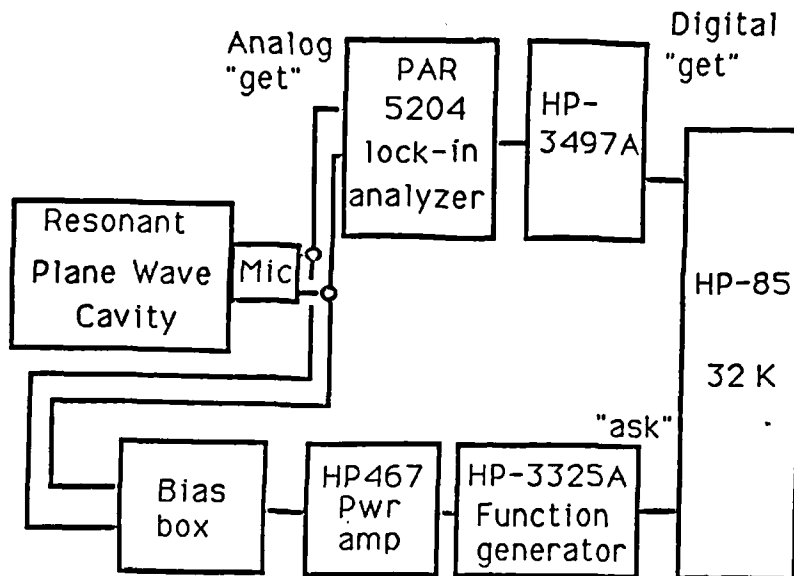 Analog
"get"
PAR
5204
lock-in
analyzer
HP-
3497A
Digital
"get"
Resonant
Plane Wave
Cavity
Mic
HP-85
32 K
"ask"
Bias
box
HP467
Pwr
amp
HP-3325A
Function
generator